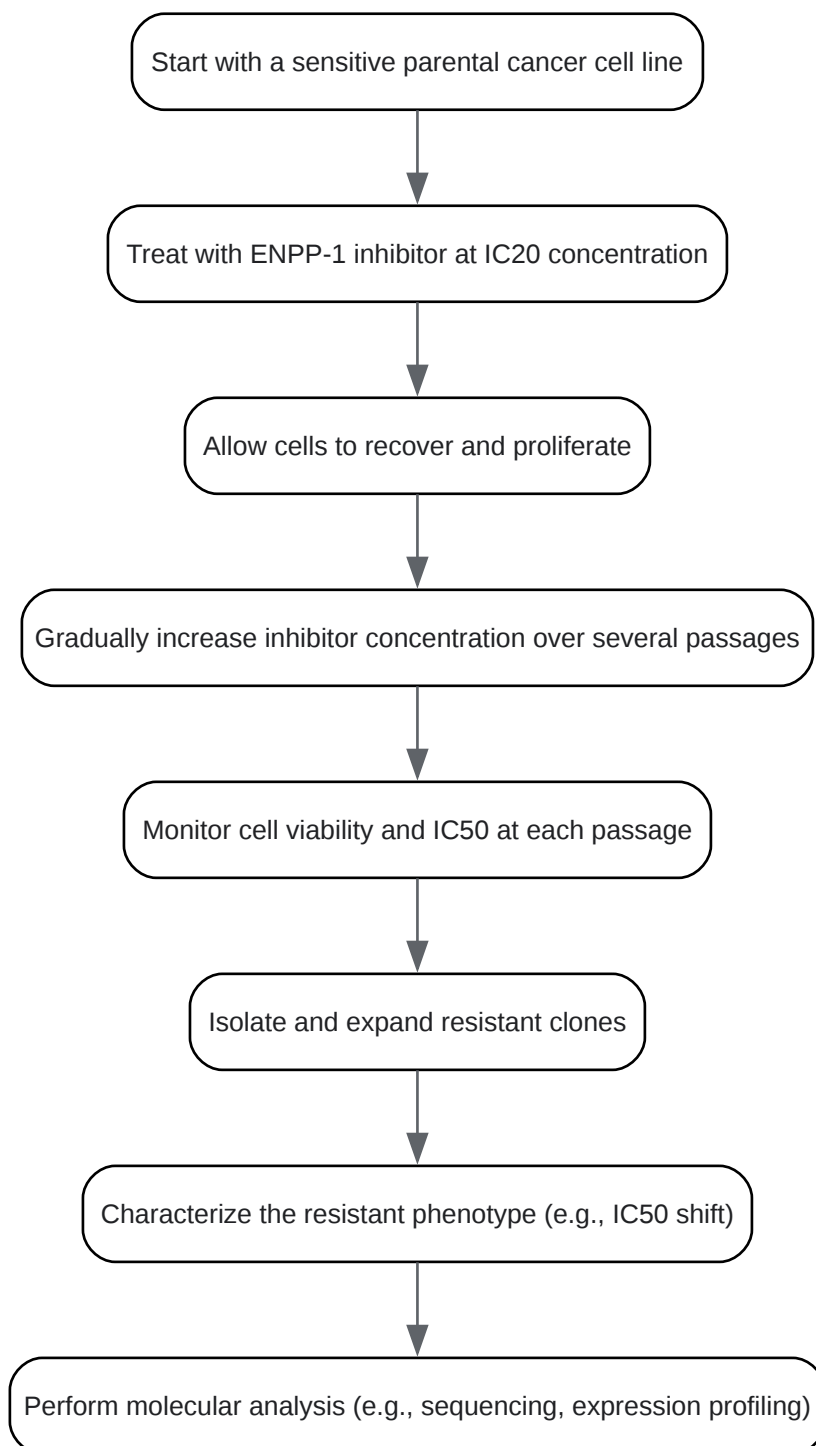 Start with a sensitive parental cancer cell line
Treat with ENPP-1 inhibitor at IC20 concentration
Allow cells to recover and proliferate
Gradually increase inhibitor concentration over several passages
Monitor cell viability and IC50 at each passage
Isolate and expand resistant clones
Characterize the resistant phenotype (e.g., IC50 shift)
Perform molecular analysis (e.g., sequencing, expression profiling)